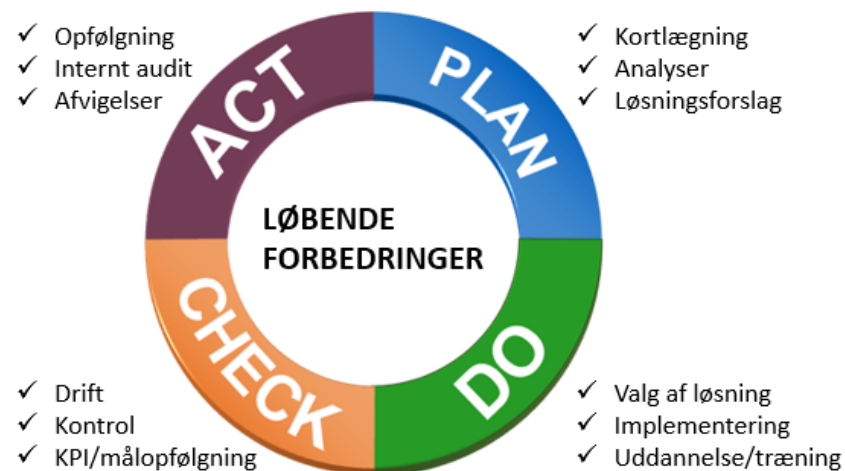 ✓ Opfølgning
✓ Internt audit
✓ Afvigelser
ACT
PLAN
✓ Kortlægning
✓ Analyser
✓ Løsningsforslag
LØBENDE
FORBEDRINGER
CHECK
DO
✓ Drift
✓ Kontrol
✓ KPI/målopfølgning
✓ Valg af løsning
✓ Implementering
✓ Uddannelse/træning